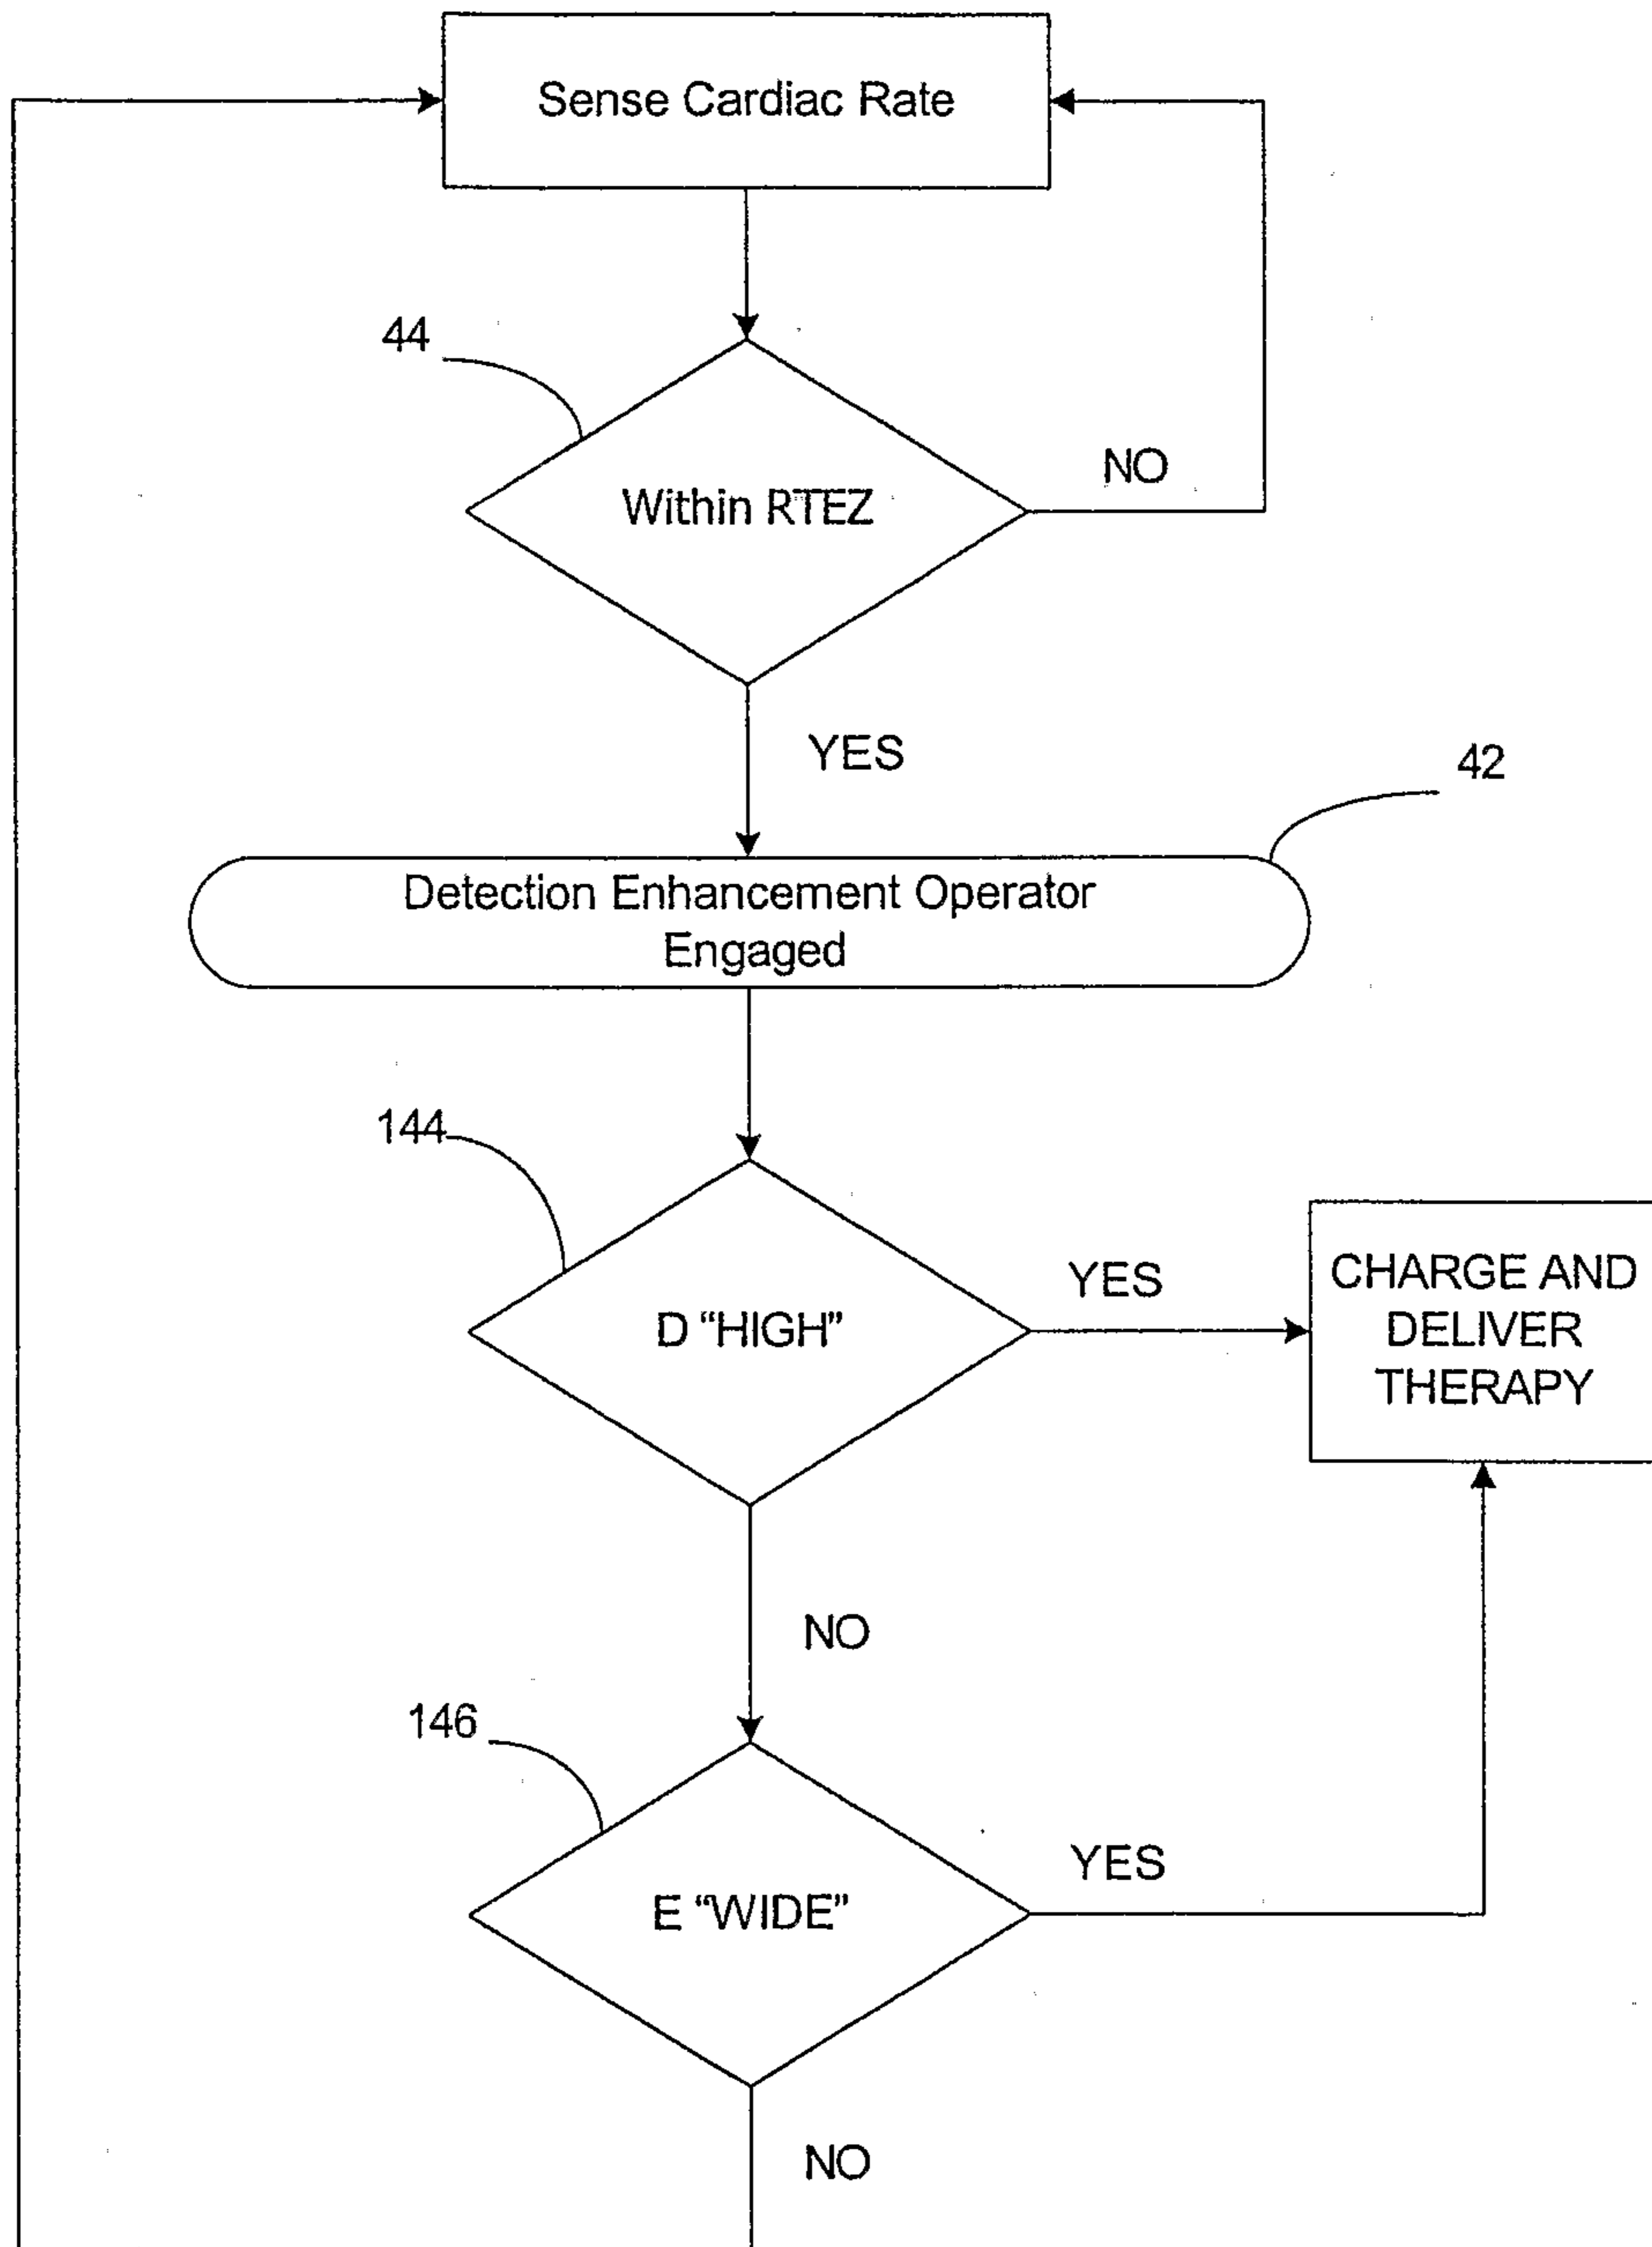 Sense Cardiac Rate
44
Within RTEZ
NO
YES
42
Detection Enhancement Operator
Engaged
144
D “HIGH”
YES
CHARGE AND
DELIVER
THERAPY
NO
146
E “WIDE”
YES
NO